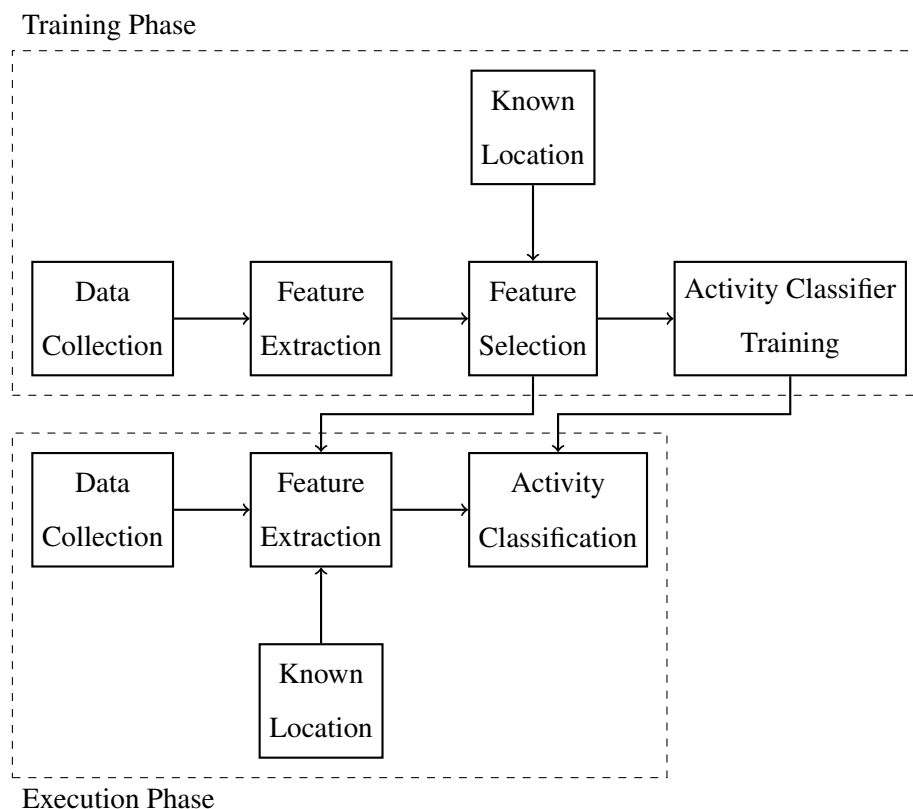 Training Phase
Known
Location
Data
Collection
Feature
Extraction
Feature
Selection
Activity Classifier
Training
Data
Collection
Feature
Extraction
Activity
Classification
Known
Location
Execution Phase